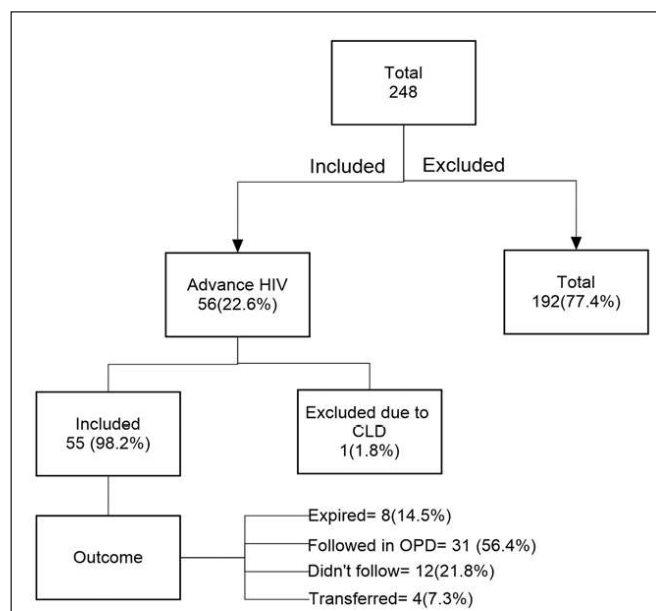 Total
248
Included
Excluded
Advance HIV
56(22.6%)
Total
192(77.4%)
Included
55 (98.2%)
Excluded due to
CLD
1(1.8%)
Outcome
Expired= 8(14.5%)
Followed in OPD= 31 (56.4%)
Didn't follow= 12(21.8%)
Transferred= 4(7.3%)